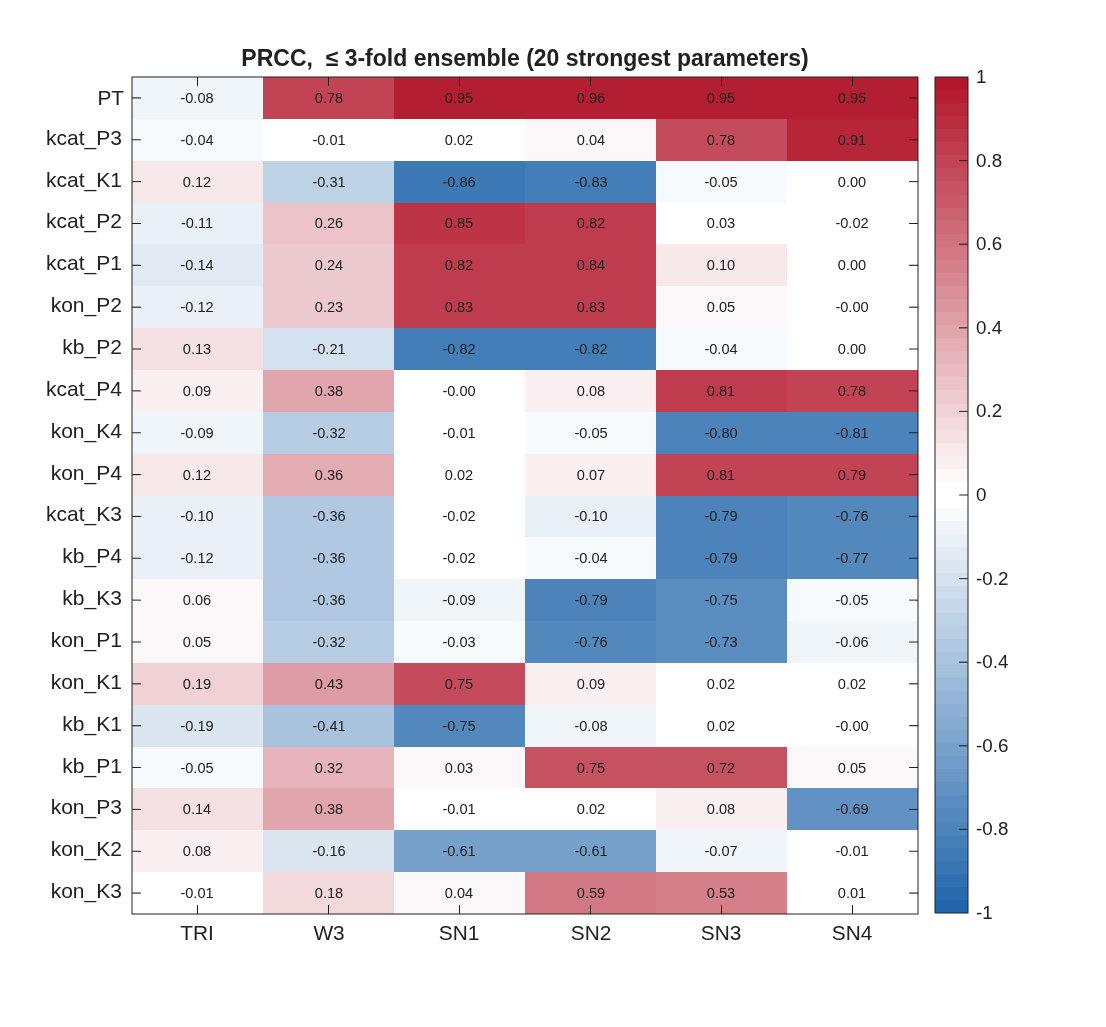 PRCC,  ≤ 3-fold ensemble (20 strongest parameters)
PT -0.08 0.78 0.95 0.96 0.95 0.95
kcat_P3 -0.04 -0.01 0.02 0.04 0.78 0.91
kcat_K1 0.12 -0.31 -0.86 -0.83 -0.05 0.00
kcat_P2 -0.11 0.26 0.85 0.82 0.03 -0.02
kcat_P1 -0.14 0.24 0.82 0.84 0.10 0.00
kon_P2 -0.12 0.23 0.83 0.83 0.05 -0.00
kb_P2 0.13 -0.21 -0.82 -0.82 -0.04 0.00
kcat_P4 0.09 0.38 -0.00 0.08 0.81 0.78
kon_K4 -0.09 -0.32 -0.01 -0.05 -0.80 -0.81
kon_P4 0.12 0.36 0.02 0.07 0.81 0.79
kcat_K3 -0.10 -0.36 -0.02 -0.10 -0.79 -0.76
kb_P4 -0.12 -0.36 -0.02 -0.04 -0.79 -0.77
kb_K3 0.06 -0.36 -0.09 -0.79 -0.75 -0.05
kon_P1 0.05 -0.32 -0.03 -0.76 -0.73 -0.06
kon_K1 0.19 0.43 0.75 0.09 0.02 0.02
kb_K1 -0.19 -0.41 -0.75 -0.08 0.02 -0.00
kb_P1 -0.05 0.32 0.03 0.75 0.72 0.05
kon_P3 0.14 0.38 -0.01 0.02 0.08 -0.69
kon_K2 0.08 -0.16 -0.61 -0.61 -0.07 -0.01
kon_K3 -0.01 0.18 0.04 0.59 0.53 0.01
TRI W3 SN1 SN2 SN3 SN4
1
0.8
0.6
0.4
0.2
0
-0.2
-0.4
-0.6
-0.8
-1